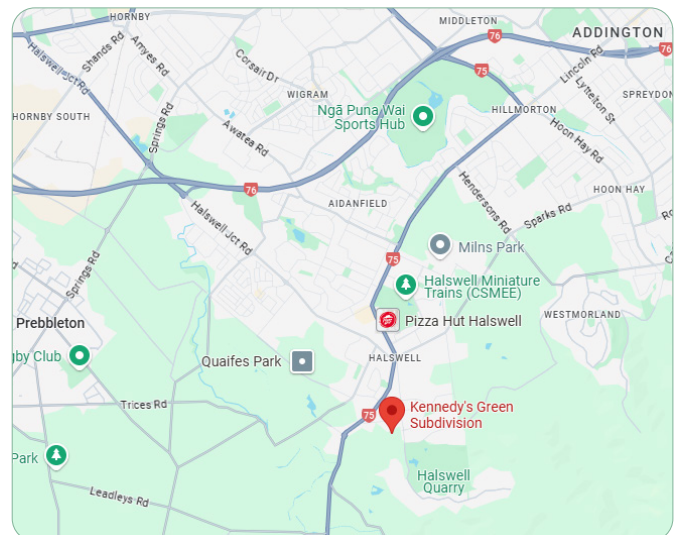 HORNBY
MIDDLETON
76
ADDINGTON
76
Halswell Jct Rd
Shands Rd
Amyes Rd
Corsair Dr
75
Lincoln Rd
Lyttelton St
WIGRAM
SPREYDON
Ngā Puna Wai
Sports Hub
HILLMORTON
HORNBY SOUTH
Springs Rd
Awatea Rd
Hoon Hay Rd
76
HOON HAY
Hendersons Rd
AIDANFIELD
Halswell Jct Rd
Sparks Rd
Milns Park
75
Springs Rd
Halswell Miniature
Trains (CSMEE)
WESTMORLAND
Prebbleton
Pizza Hut Halswell
gby Club
Quaifes Park
HALSWELL
Trices Rd
75
Kennedy's Green
Subdivision
Park
Halswell
Quarry
Leadleys Rd